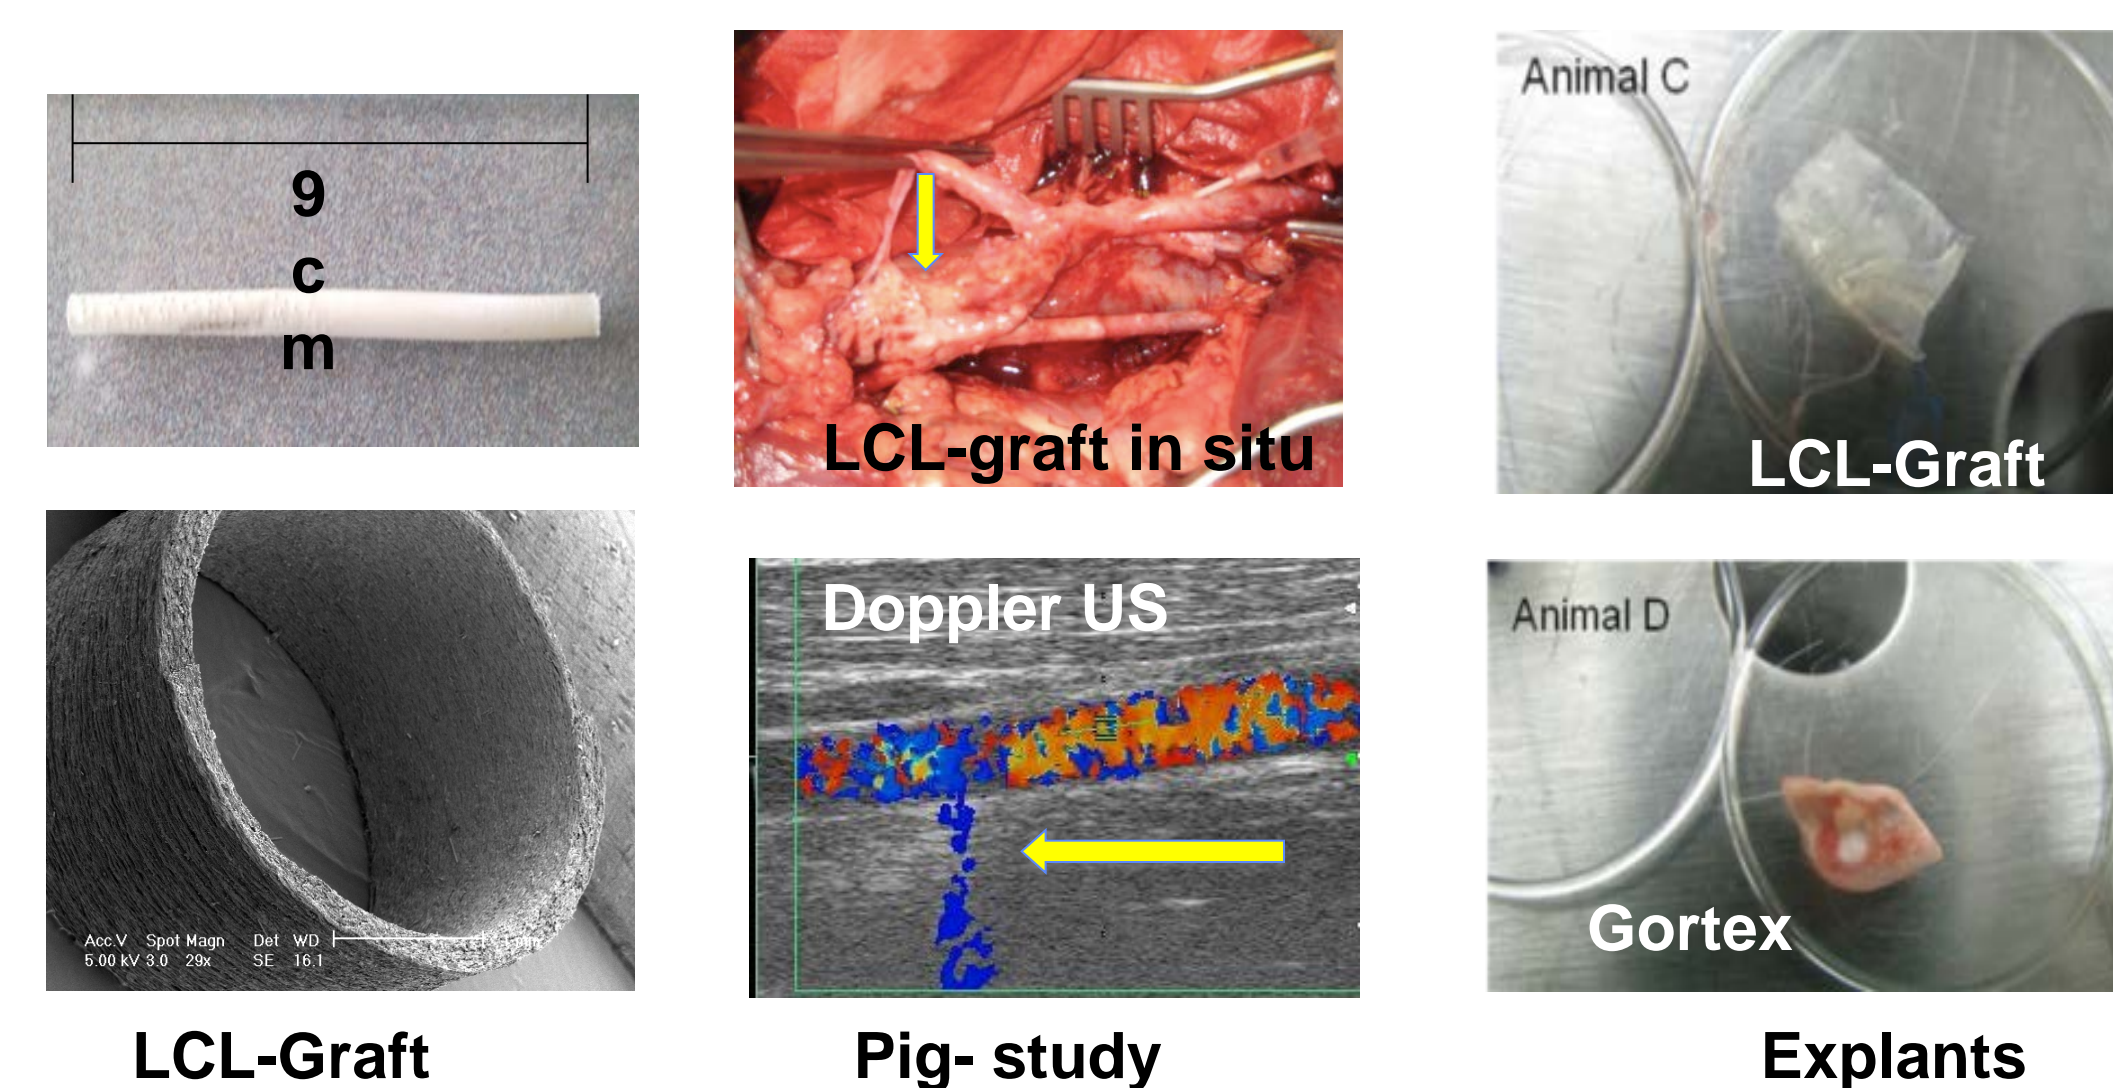 9
c
m
LCL-graft in situ
Animal C
LCL-Graft
Acc.V Spot Magn Det WD
5.00 kV 3.0 29x SE 16.1
Doppler US
Animal D
Gortex
LCL-Graft
Pig- study
Explants